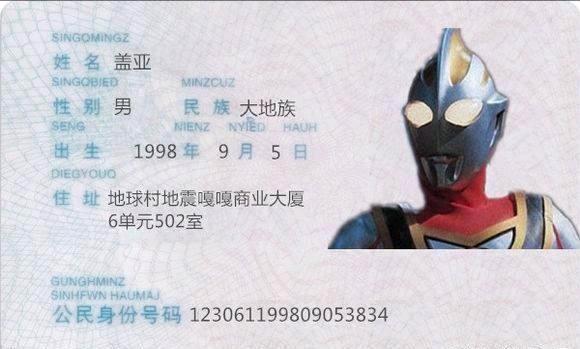 SINGOMINGZ
姓 名 盖亚
SINGQBIED MINZCUZ
性 别 男 民 族 大地族
SENG NIENZ NYIED HAUH
出 生 1998 年 9 月 5 日
DIEGYOUQ
住 址 地球村地震嘎嘎商业大厦
6单元502室
GUNGHMINZ
SINHFWN HAUMAJ
公民身份号码 123061199809053834